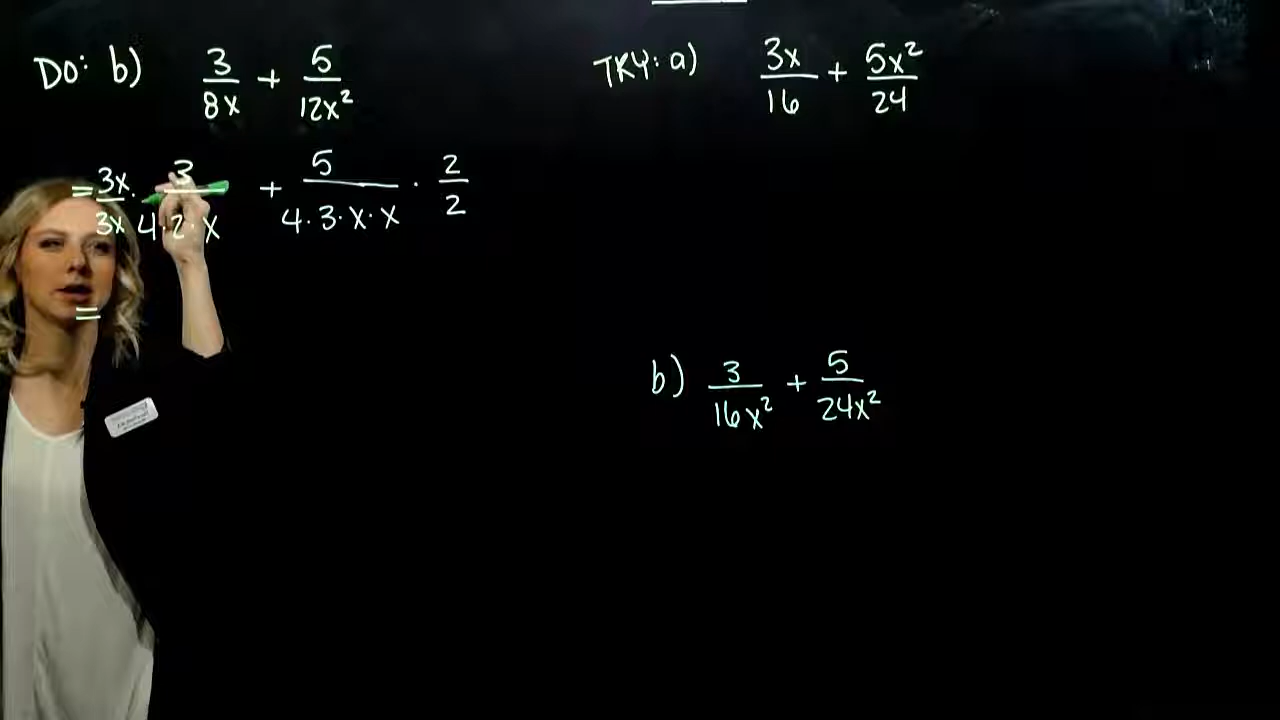 DO: b) 3/8x + 5/12x²
= 3x/3x · 3/4·2·x + 5/4·3·x·x · 2/2
=
TRY: a) 3x/16 + 5x²/24
b) 3/16x² + 5/24x²